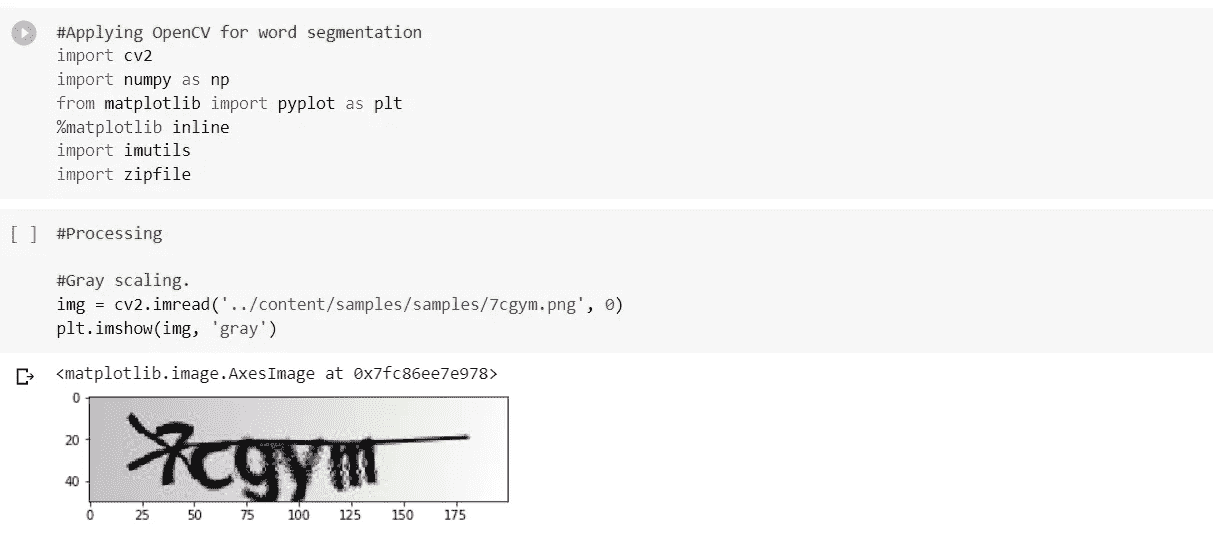 #Applying OpenCV for word segmentation
import cv2
import numpy as np
from matplotlib import pyplot as plt
%matplotlib inline
import imutils
import zipfile
[ ] #Processing
#Gray scaling.
img = cv2.imread('../content/samples/samples/7cgym.png', 0)
plt.imshow(img, 'gray')
<matplotlib.image.AxesImage at 0x7fc86ee7e978>
0
20
40
7cgym
0 25 50 75 100 125 150 175